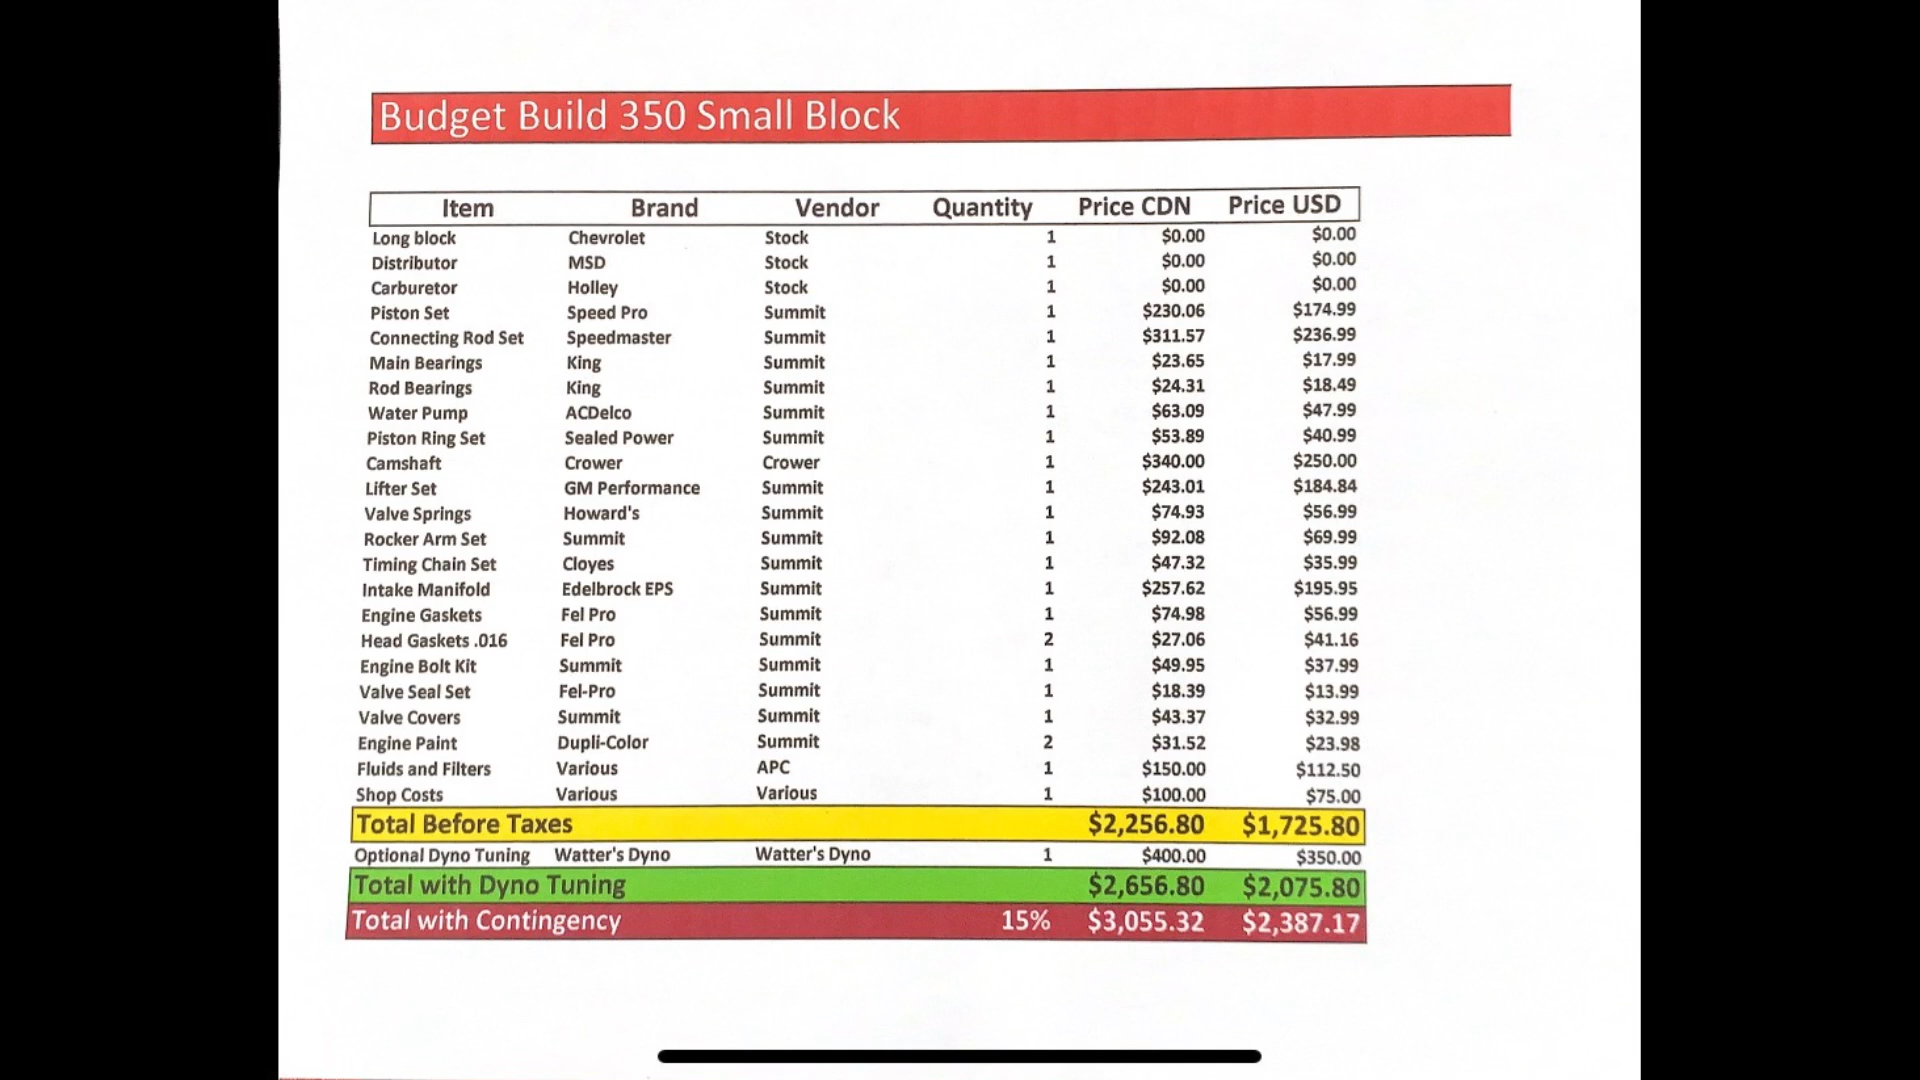 Budget Build 350 Small Block
Item Brand Vendor Quantity Price CDN Price USD
Long block Chevrolet Stock 1 $0.00 $0.00
Distributor MSD Stock 1 $0.00 $0.00
Carburetor Holley Stock 1 $0.00 $0.00
Piston Set Speed Pro Summit 1 $230.06 $174.99
Connecting Rod Set Speedmaster Summit 1 $311.57 $236.99
Main Bearings King Summit 1 $23.65 $17.99
Rod Bearings King Summit 1 $24.31 $18.49
Water Pump ACDelco Summit 1 $63.09 $47.99
Piston Ring Set Sealed Power Summit 1 $53.89 $40.99
Camshaft Crower Crower 1 $340.00 $250.00
Lifter Set GM Performance Summit 1 $243.01 $184.84
Valve Springs Howard's Summit 1 $74.93 $56.99
Rocker Arm Set Summit Summit 1 $92.08 $69.99
Timing Chain Set Cloyes Summit 1 $47.32 $35.99
Intake Manifold Edelbrock EPS Summit 1 $257.62 $195.95
Engine Gaskets Fel Pro Summit 1 $74.98 $56.99
Head Gaskets .016 Fel Pro Summit 2 $27.06 $41.16
Engine Bolt Kit Summit Summit 1 $49.95 $37.99
Valve Seal Set Fel-Pro Summit 1 $18.39 $13.99
Valve Covers Summit Summit 1 $43.37 $32.99
Engine Paint Dupli-Color Summit 2 $31.52 $23.98
Fluids and Filters Various APC 1 $150.00 $112.50
Shop Costs Various Various 1 $100.00 $75.00
Total Before Taxes $2,256.80 $1,725.80
Optional Dyno Tuning Watter's Dyno Watter's Dyno 1 $400.00 $350.00
Total with Dyno Tuning $2,656.80 $2,075.80
Total with Contingency 15% $3,055.32 $2,387.17